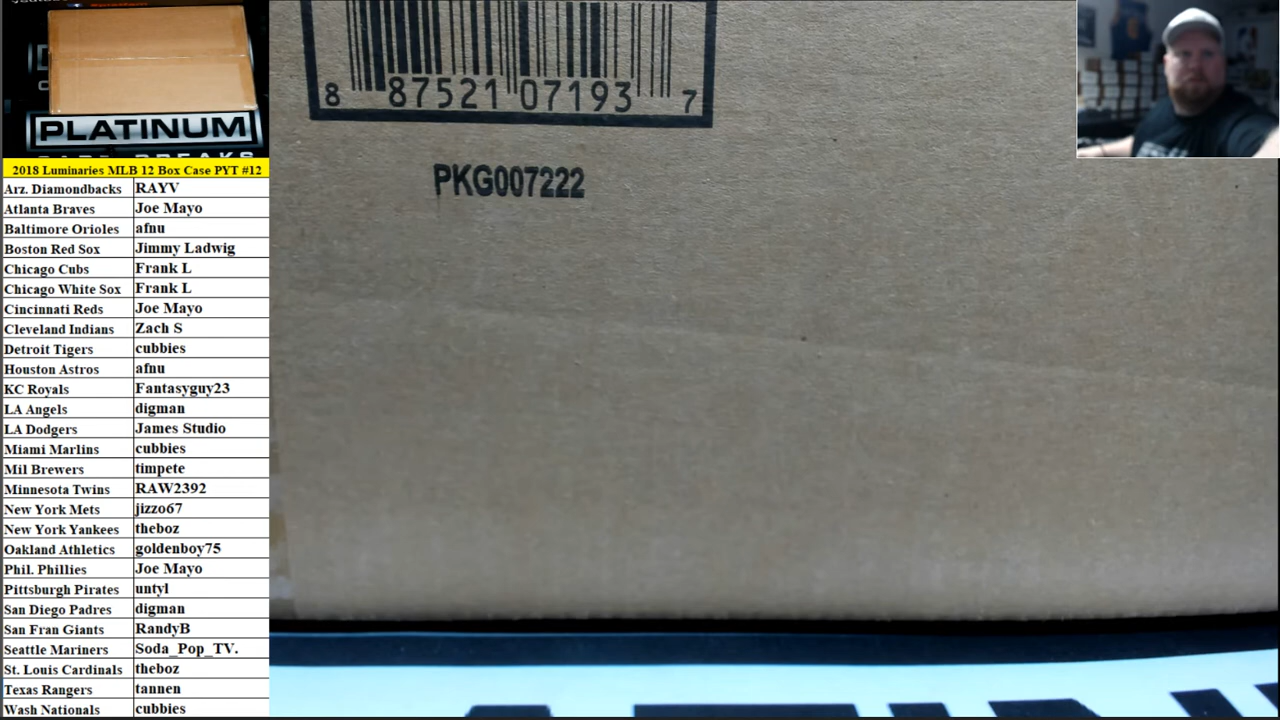 PLATINUM
2018 Luminaries MLB 12 Box Case PYT #12
Arz. Diamondbacks RAYV
Atlanta Braves Joe Mayo
Baltimore Orioles afnu
Boston Red Sox Jimmy Ladwig
Chicago Cubs Frank L
Chicago White Sox Frank L
Cincinnati Reds Joe Mayo
Cleveland Indians Zach S
Detroit Tigers cubbies
Houston Astros afnu
KC Royals Fantasyguy23
LA Angels digman
LA Dodgers James Studio
Miami Marlins cubbies
Mil Brewers timpete
Minnesota Twins RAW2392
New York Mets jizzo67
New York Yankees theboz
Oakland Athletics goldenboy75
Phil. Phillies Joe Mayo
Pittsburgh Pirates untyl
San Diego Padres digman
San Fran Giants RandyB
Seattle Mariners Soda_Pop_TV.
St. Louis Cardinals theboz
Texas Rangers tannen
Wash Nationals cubbies
8 87521 07193 7
PKG007222